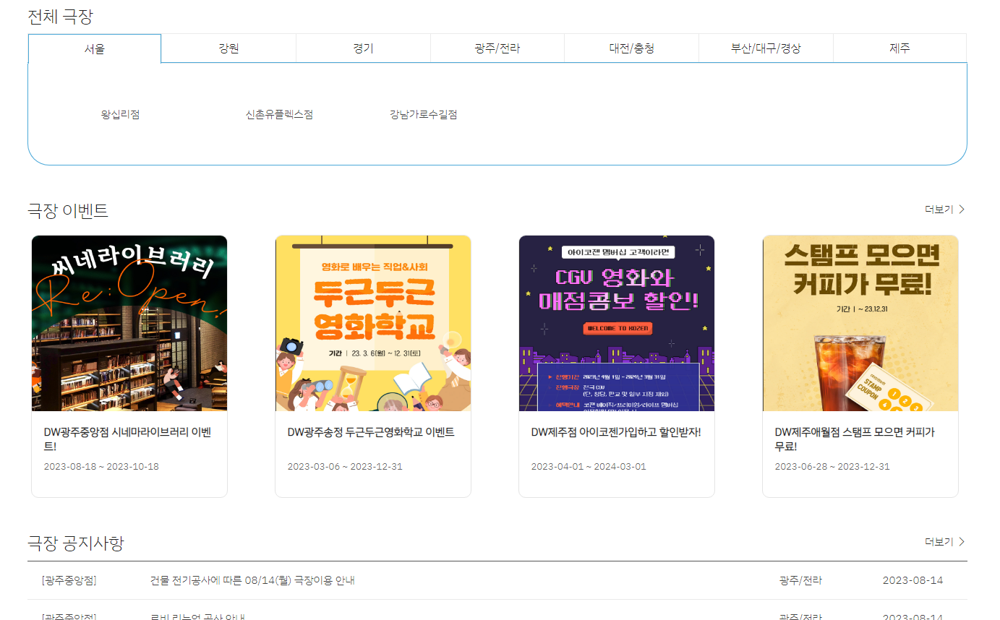 전체 극장
서울
강원
경기
광주/전라
대전/충청
부산/대구/경상
제주
왕십리점
신촌유플렉스점
강남가로수길점
극장 이벤트
더보기
씨네라이브러리
Re:Open!
영화로 배우는 직업&사회
두근두근
영화학교
기간 | 23. 3. 6(월) ~ 12. 31(토)
아이코젠 멤버십 고객이라면
CGV 영화와
매점콤보 할인!
WELCOME TO KOZEN
진행기간 2023년 4월 1일 ~ 2024년 3월 31일
진행극장 전국 CGV
(단, 청담, 판교 및 일부 지점 제외)
혜택안내 코젠 베이직/프리미엄/라이프 멤버십
스탬프 모으면
커피가 무료!
기간 | ~ 23.12.31
STAMP
COUPON
1 2 3
DW광주중앙점 시네마라이브러리 이벤
트!
2023-08-18 ~ 2023-10-18
DW광주송정 두근두근영화학교 이벤트
2023-03-06 ~ 2023-12-31
DW제주점 아이코젠가입하고 할인받자!
2023-04-01 ~ 2024-03-01
DW제주애월점 스탬프 모으면 커피가
무료!
2023-06-28 ~ 2023-12-31
극장 공지사항
더보기
[광주중앙점] 건물 전기공사에 따른 08/14(월) 극장이용 안내 광주/전라 2023-08-14
[광주중앙점] 로비 리뉴얼 공사 안내 광주/전라 2023-08-14